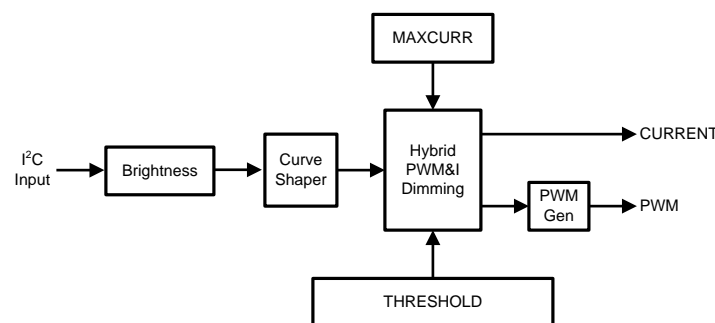 MAXCURR
I²C
Input
Brightness
Curve
Shaper
Hybrid
PWM&I
Dimming
CURRENT
PWM
Gen
PWM
THRESHOLD